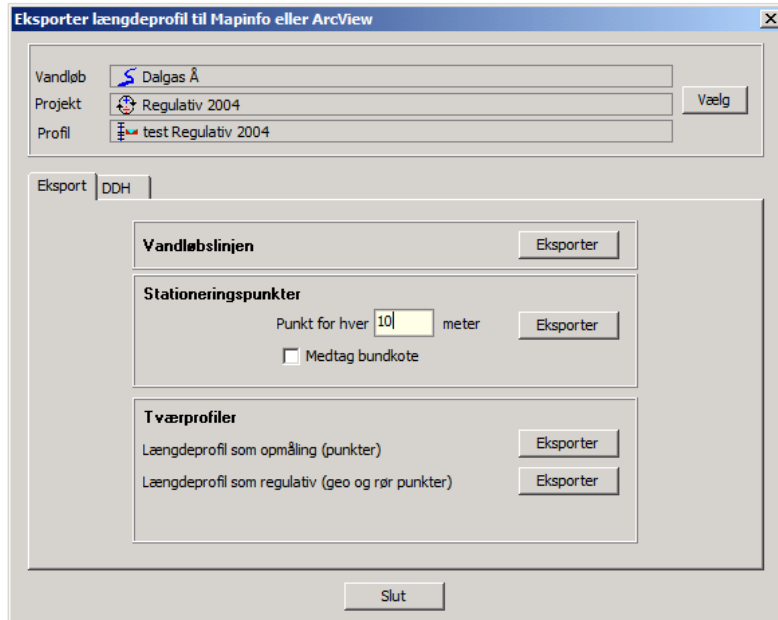 Eksporter længdeprofil til Mapinfo eller ArcView
Vandløb Dalgas Å
Projekt Regulativ 2004
Vælg
Profil test Regulativ 2004
Eksport DDH
Vandløbslinjen Eksporter
Stationeringspunkter
Punkt for hver 10 meter Eksporter
Medtag bundkote
Tværprofiler
Længdeprofil som opmåling (punkter) Eksporter
Længdeprofil som regulativ (geo og rør punkter) Eksporter
Slut